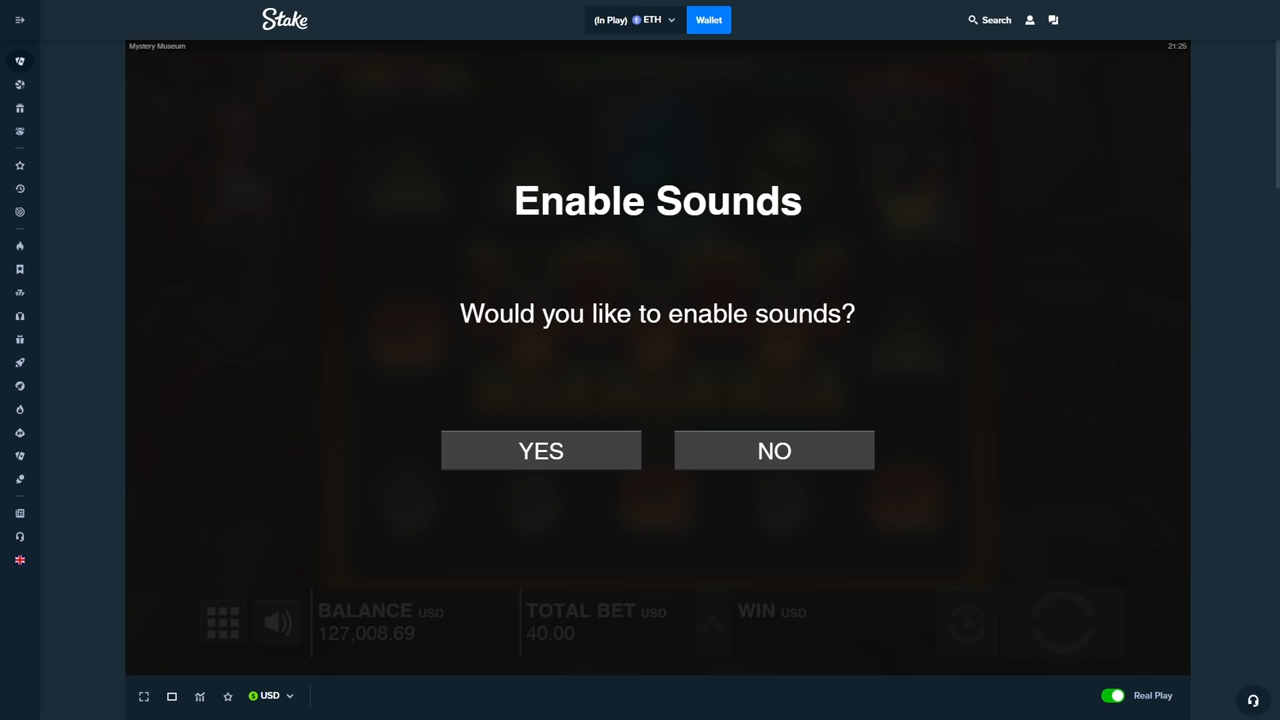 Stake
(In Play) ETH
Wallet
Search
Mystery Museum
21:25
Enable Sounds
Would you like to enable sounds?
YES
NO
BALANCE USD
127,008.69
TOTAL BET USD
40.00
WIN USD
USD
Real Play